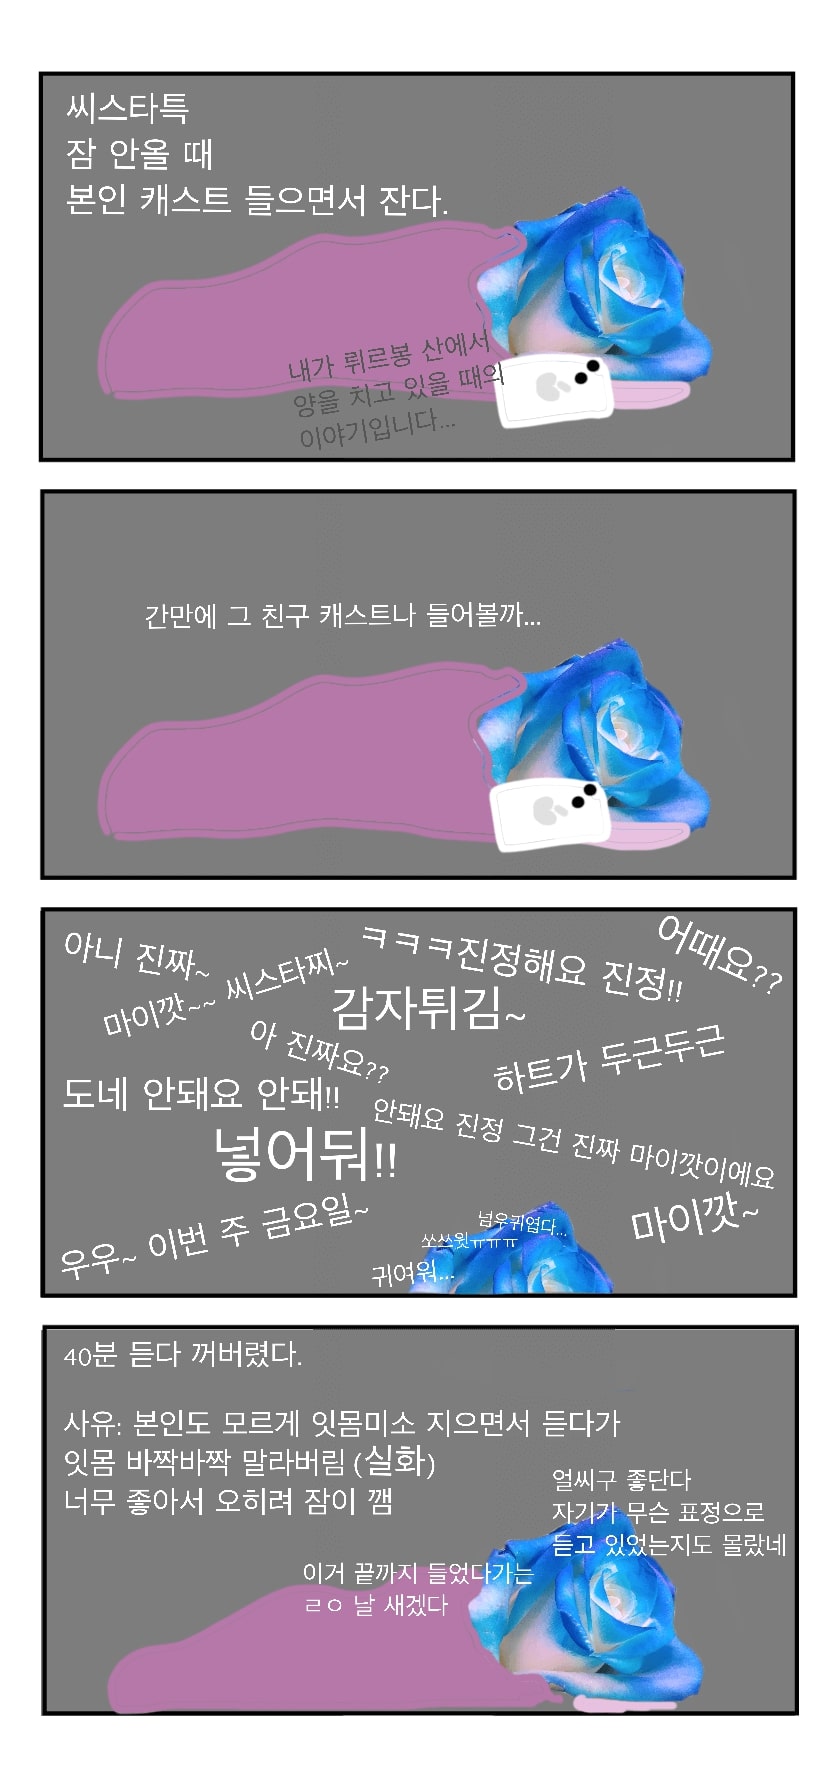 씨스타특
잠 안올 때
본인 캐스트 들으면서 잔다.
내가 뤼르봉 산에서
양을 치고 있을 때의
이야기입니다...
간만에 그 친구 캐스트나 들어볼까...
아니 진짜~
마이깟~~
씨스타찌~
ㅋㅋㅋ진정해요 진정!!
어때요??
감자튀김~
아 진짜요??
하트가 두근두근
도네 안돼요 안돼!!
안돼요 진정 그건 진짜 마이깟이에요
넣어둬!!
우우~ 이번 주 금요일~
마이깟~
넘우귀엽다...
쏘쓰윗ㅠㅠㅠ
귀여워...
40분 듣다 꺼버렸다.
사유: 본인도 모르게 잇몸미소 지으면서 듣다가
잇몸 바짝바짝 말라버림 (실화)
너무 좋아서 오히려 잠이 깸
얼씨구 좋단다
자기가 무슨 표정으로
듣고 있었는지도 몰랐네
이거 끝까지 들었다가는
ㄹㅇ 날 새겠다